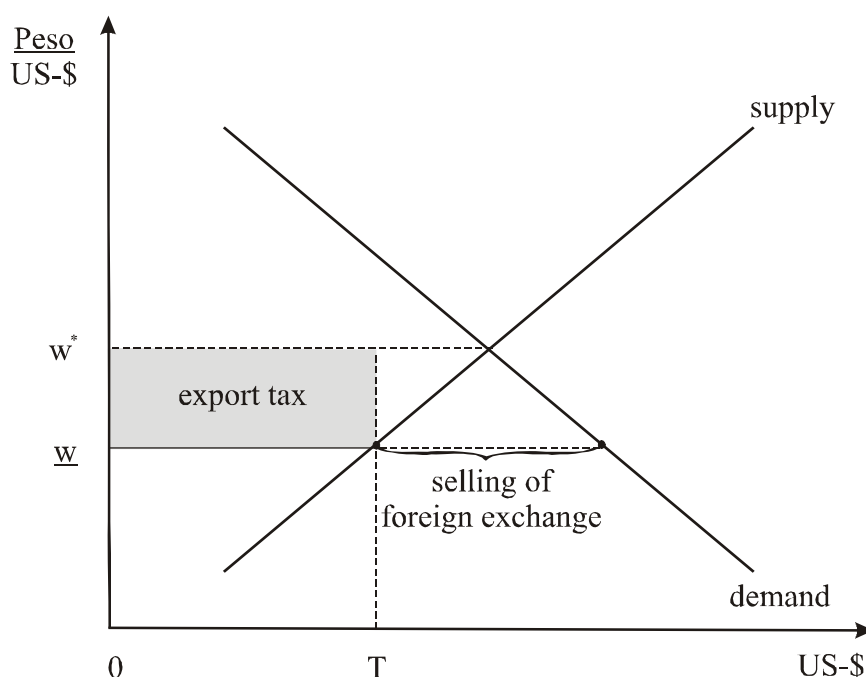 Peso
US-$
supply
w*
export tax
w
selling of
foreign exchange
demand
0
T
US-$